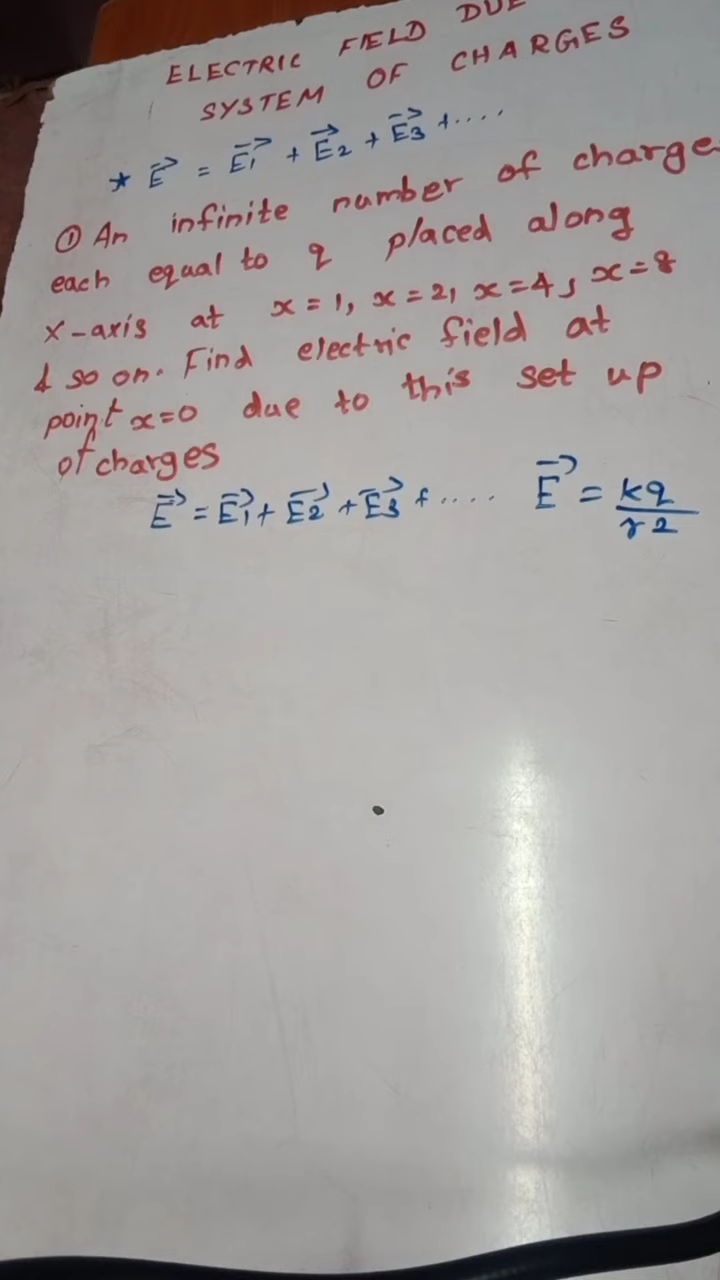 ELECTRIC FIELD DUE
SYSTEM OF CHARGES
* E⃗ = E⃗1 + E⃗2 + E⃗3 + ....
① An infinite number of charge
each equal to q placed along
X-axis at x=1, x=2, x=4, x=8
& so on. Find electric field at
point x=0 due to this set up
of charges
E⃗ = E⃗1 + E⃗2 + E⃗3 + .... E⃗ = kq/r2